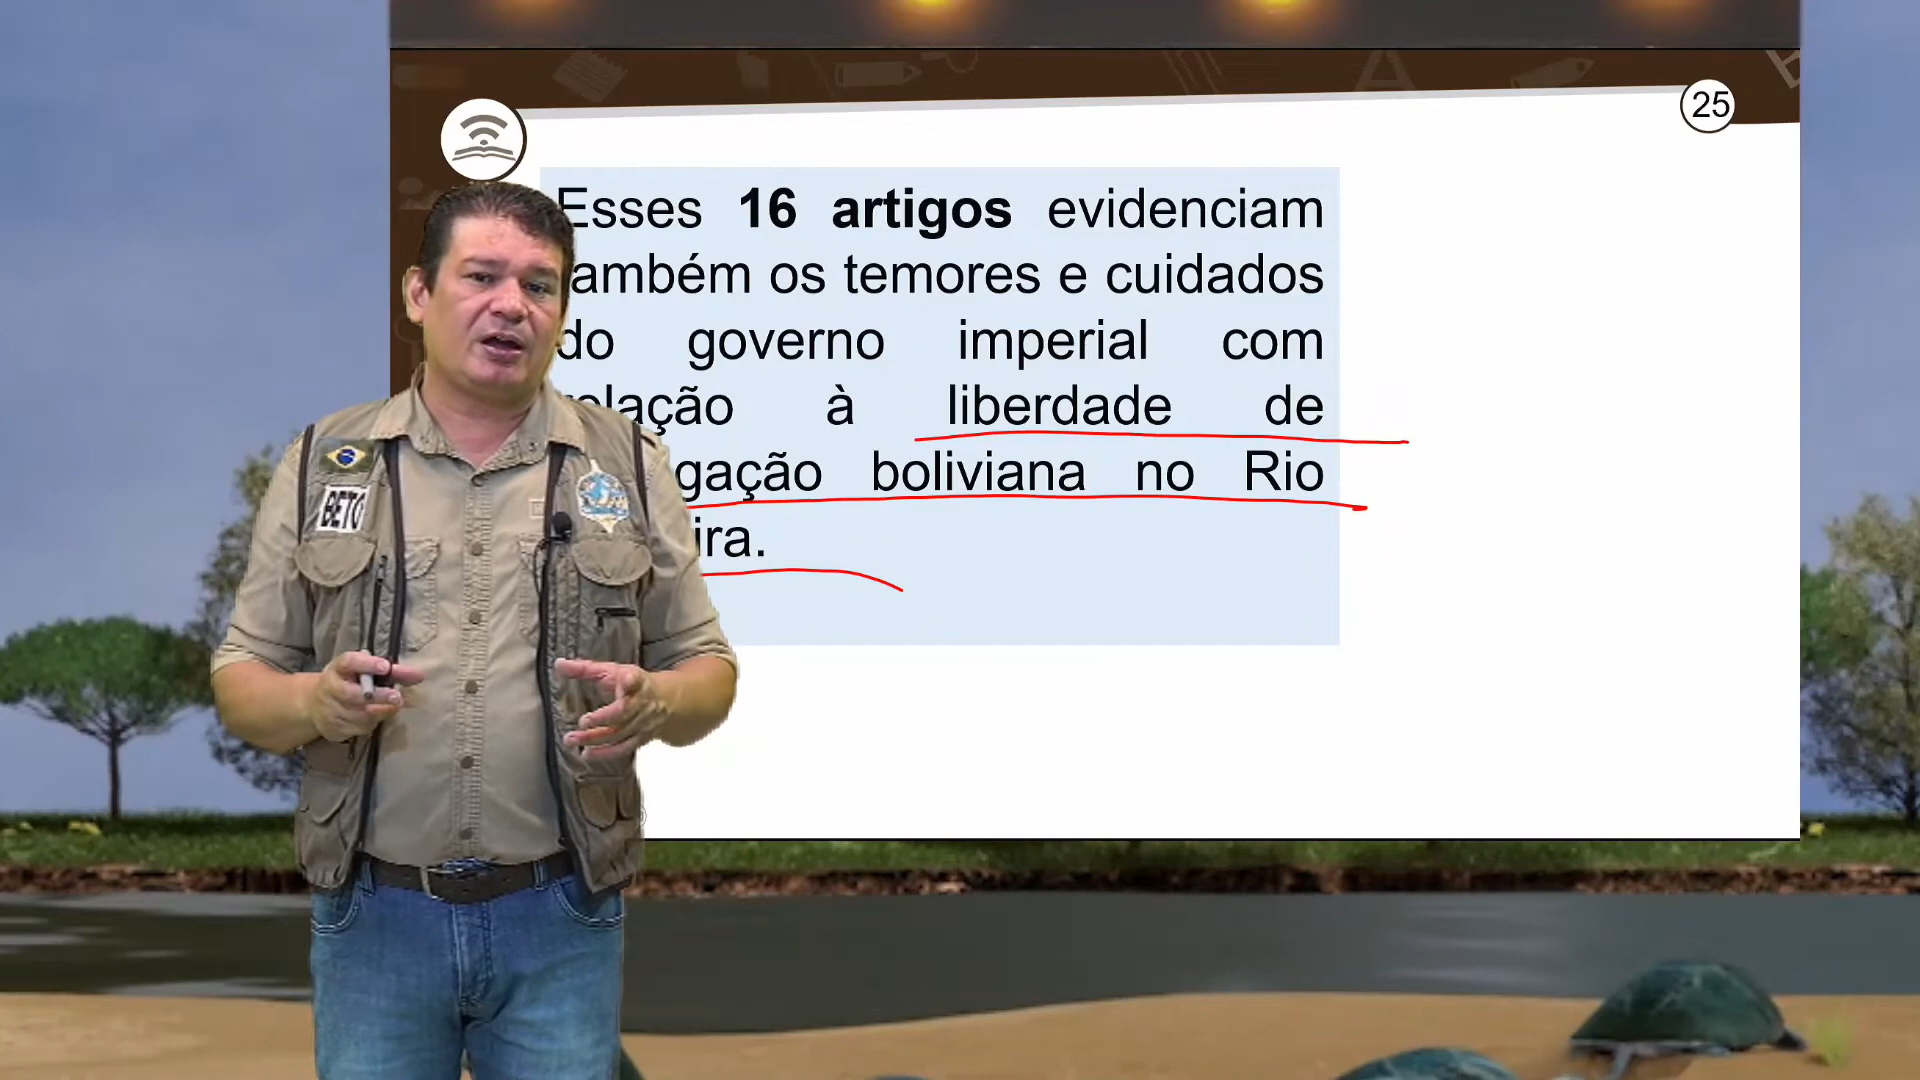 25
Esses 16 artigos evidenciam
ambém os temores e cuidados
do governo imperial com
lação à liberdade de
gação boliviana no Rio
ira.
BETO